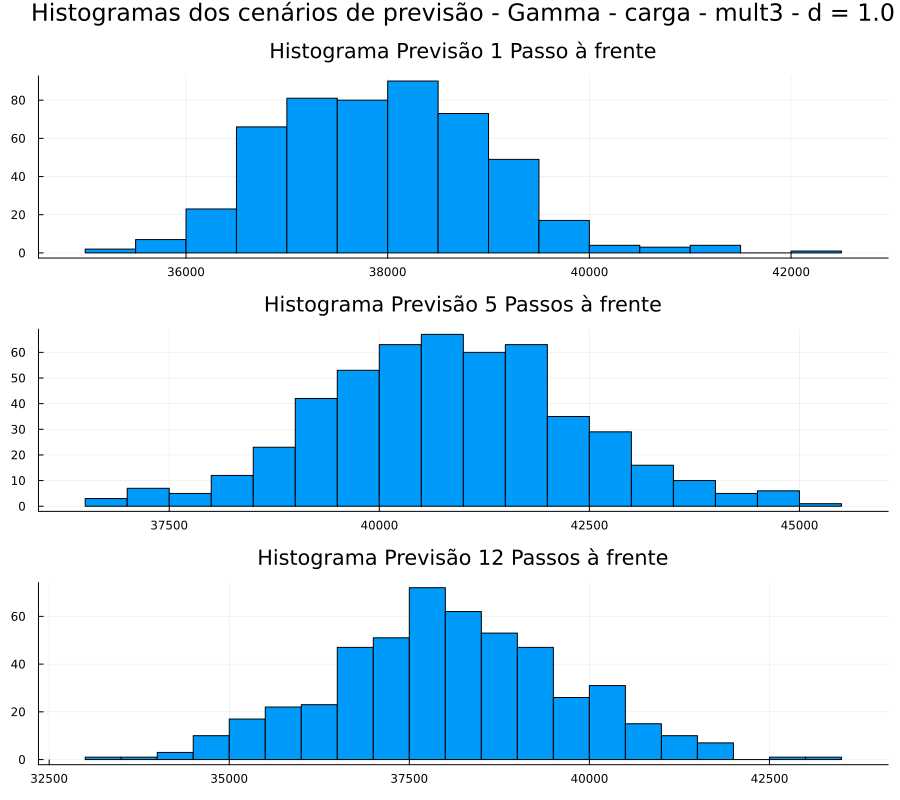 Histogramas dos cenários de previsão - Gamma - carga - mult3 - d = 1.0
Histograma Previsão 1 Passo à frente
80
60
40
20
0
36000 38000 40000 42000
Histograma Previsão 5 Passos à frente
60
50
40
30
20
10
0
37500 40000 42500 45000
Histograma Previsão 12 Passos à frente
60
40
20
0
32500 35000 37500 40000 42500